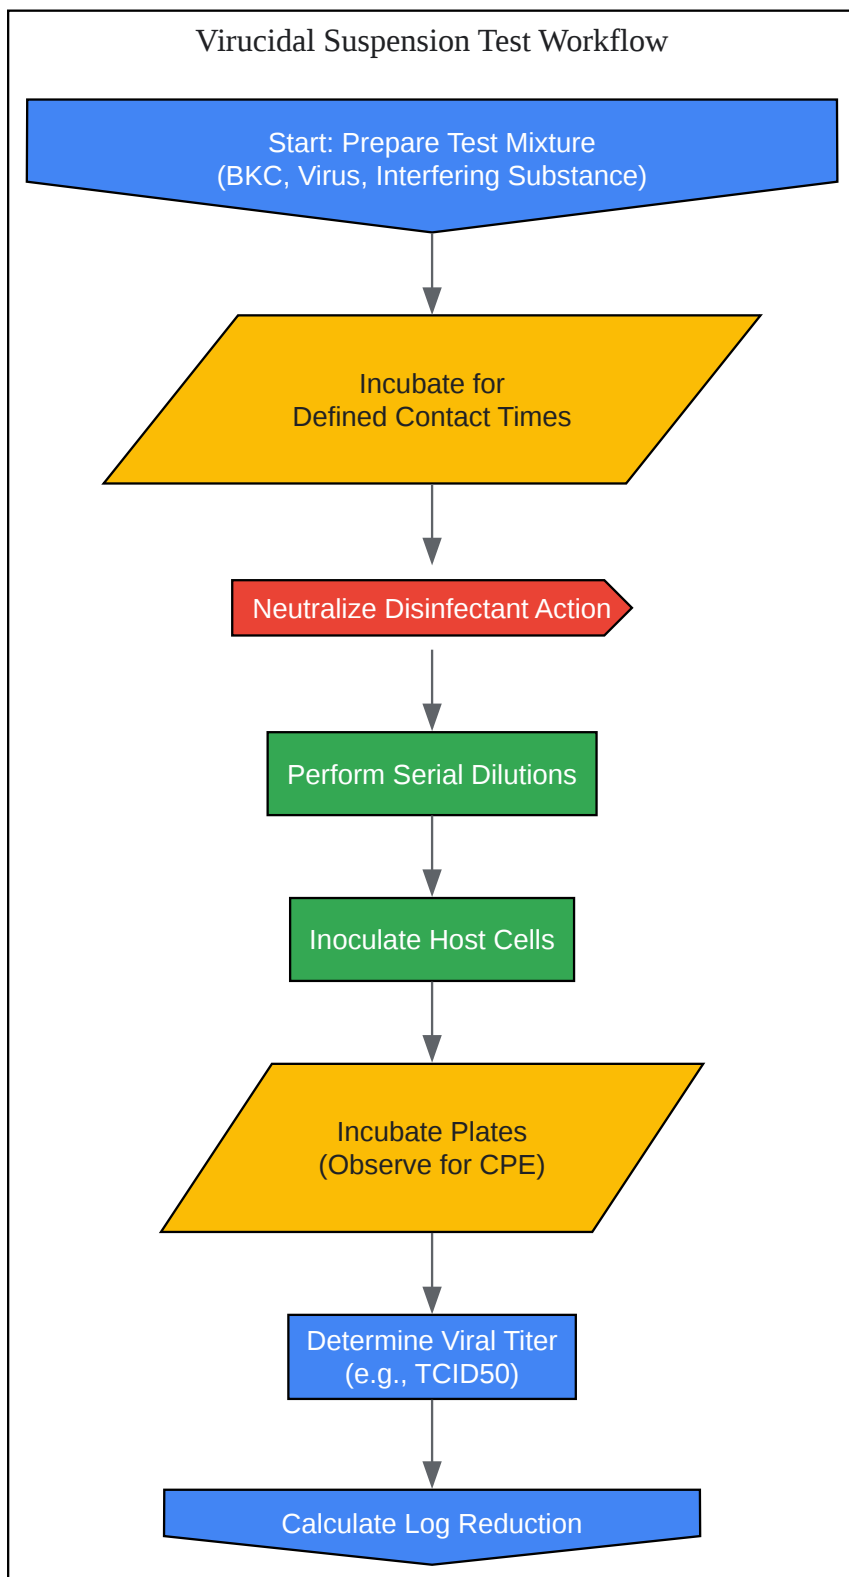 Virucidal Suspension Test Workflow
Start: Prepare Test Mixture
(BKC, Virus, Interfering Substance)
Incubate for
Defined Contact Times
Neutralize Disinfectant Action
Perform Serial Dilutions
Inoculate Host Cells
Incubate Plates
(Observe for CPE)
Determine Viral Titer
(e.g., TCID50)
Calculate Log Reduction